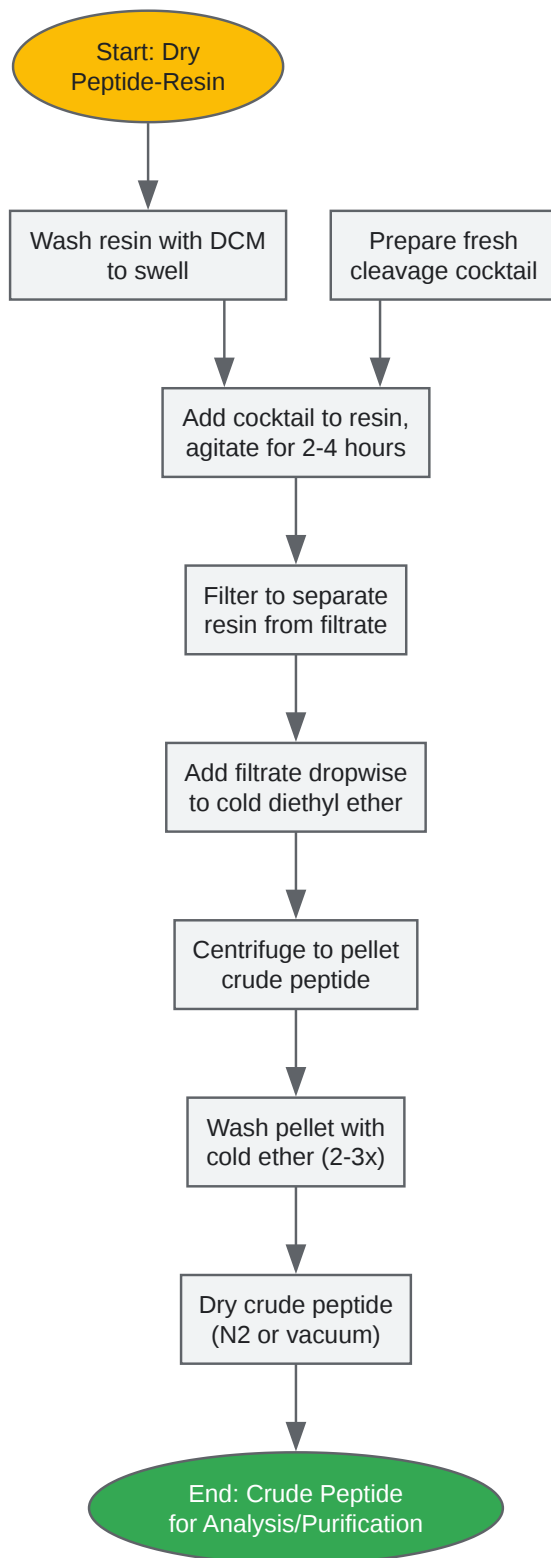 Start: Dry
Peptide-Resin
Wash resin with DCM
to swell
Prepare fresh
cleavage cocktail
Add cocktail to resin,
agitate for 2-4 hours
Filter to separate
resin from filtrate
Add filtrate dropwise
to cold diethyl ether
Centrifuge to pellet
crude peptide
Wash pellet with
cold ether (2-3x)
Dry crude peptide
(N2 or vacuum)
End: Crude Peptide
for Analysis/Purification